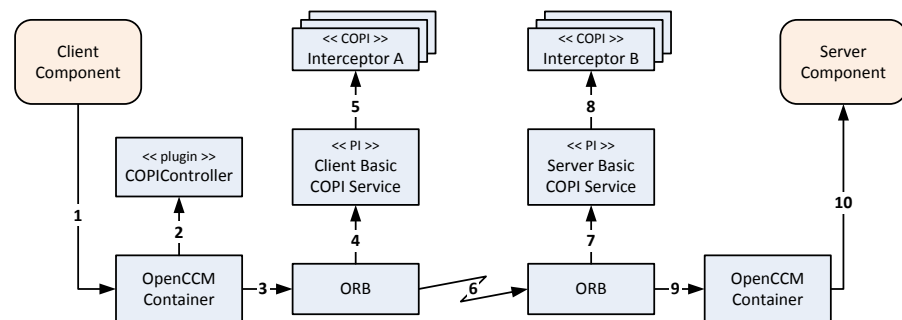 Client
Component
<< COPI >>
Interceptor A
<< COPI >>
Interceptor B
Server
Component
5
8
<< plugin >>
COPIController
<< PI >>
Client Basic
COPI Service
<< PI >>
Server Basic
COPI Service
1
2
4
7
10
OpenCCM
Container
3
ORB
6
ORB
9
OpenCCM
Container